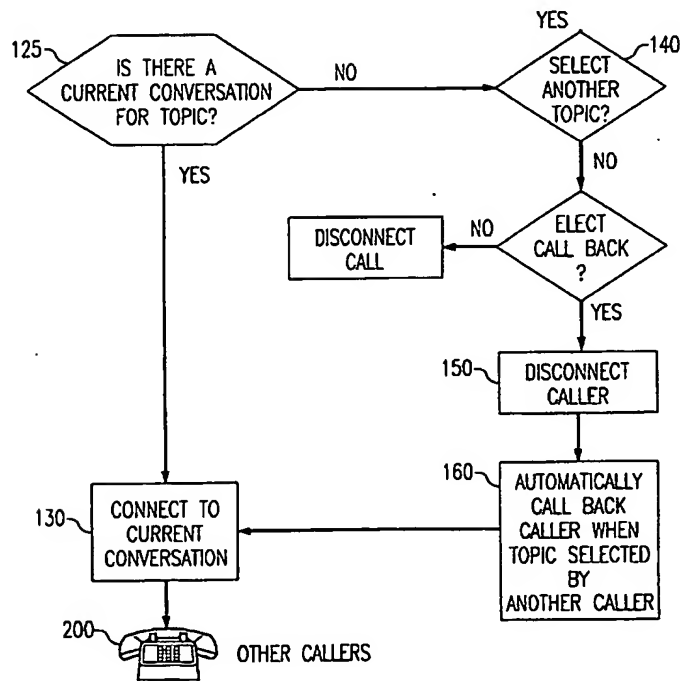 125
IS THERE A
CURRENT CONVERSATION
FOR TOPIC?
NO
YES
YES
140
SELECT
ANOTHER
TOPIC?
NO
ELECT
CALL BACK
?
NO
DISCONNECT
CALL
YES
150
DISCONNECT
CALLER
160
AUTOMATICALLY
CALL BACK
CALLER WHEN
TOPIC SELECTED
BY
ANOTHER CALLER
130
CONNECT TO
CURRENT
CONVERSATION
200
OTHER CALLERS